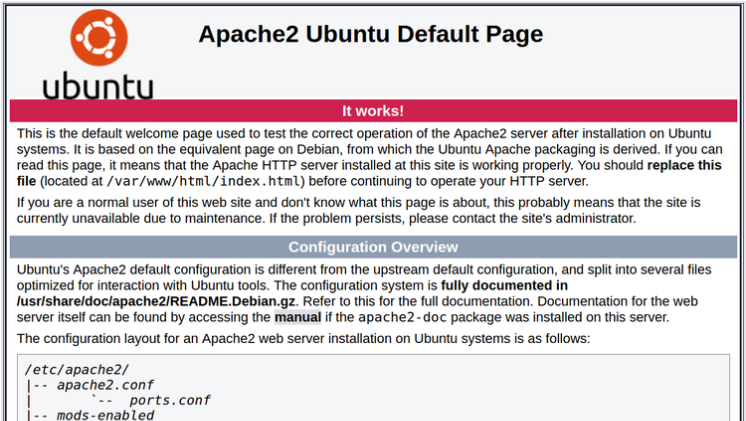 Apache2 Ubuntu Default Page
ubuntu
It works!
This is the default welcome page used to test the correct operation of the Apache2 server after installation on Ubuntu
systems. It is based on the equivalent page on Debian, from which the Ubuntu Apache packaging is derived. If you can
read this page, it means that the Apache HTTP server installed at this site is working properly. You should replace this
file (located at /var/www/html/index.html) before continuing to operate your HTTP server.
If you are a normal user of this web site and don't know what this page is about, this probably means that the site is
currently unavailable due to maintenance. If the problem persists, please contact the site's administrator.
Configuration Overview
Ubuntu's Apache2 default configuration is different from the upstream default configuration, and split into several files
optimized for interaction with Ubuntu tools. The configuration system is fully documented in
/usr/share/doc/apache2/README.Debian.gz. Refer to this for the full documentation. Documentation for the web
server itself can be found by accessing the manual if the apache2-doc package was installed on this server.
The configuration layout for an Apache2 web server installation on Ubuntu systems is as follows:
/etc/apache2/
|-- apache2.conf
|       `--  ports.conf
|-- mods-enabled